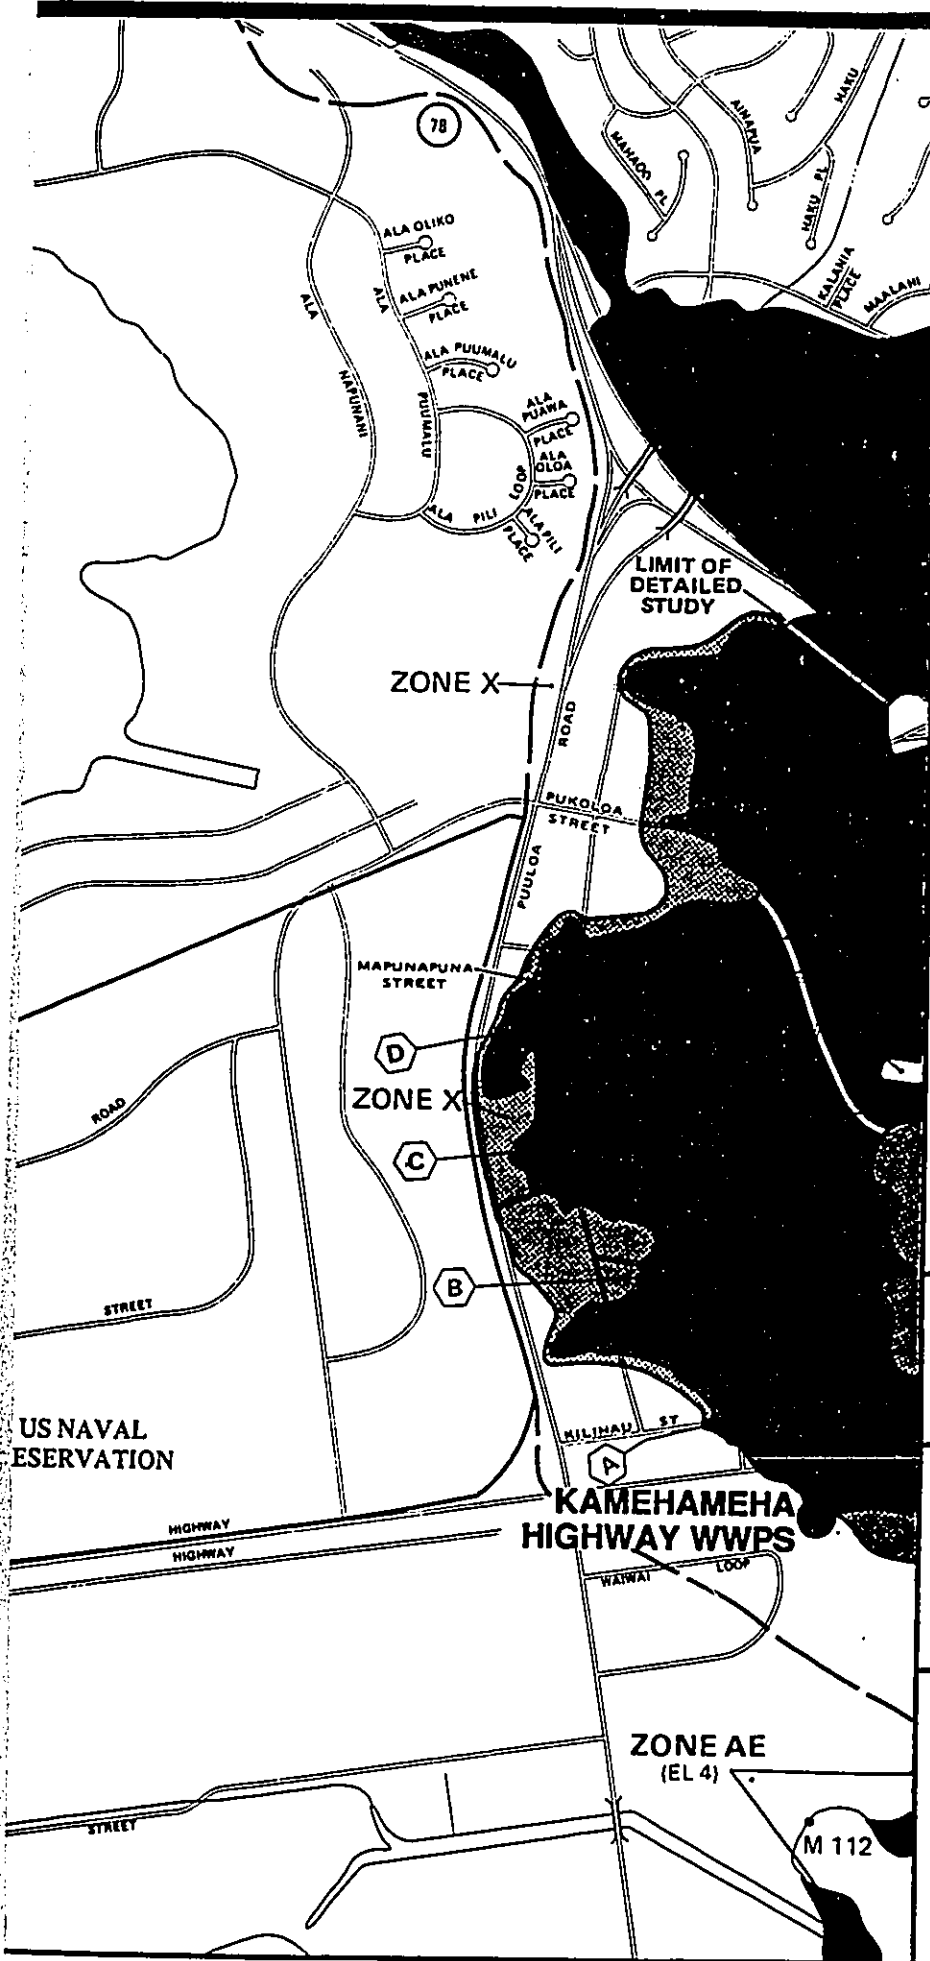 78
HAKU
AINAPUA
MAHAOO PL
HAKU PL
KALANIA
PLACE
MAALAHI
ALA OLIKO
PLACE
ALA PUNENE
PLACE
ALA PUUMALU
PLACE
ALA
NAPUNANI
ALA
PUUMALU
ALA
PUAWA
PLACE
ALA
OLOA
PLACE
ALA PILI
LOOP
ALA PILI
PLACE
LIMIT OF
DETAILED
STUDY
ZONE X
ROAD
PUKOLOA
STREET
PUULOA
MAPUNAPUNA
STREET
D
ZONE X
ROAD
C
B
STREET
US NAVAL
ESERVATION
KILIHAU ST
A
KAMEHAMEHA
HIGHWAY WWPS
HIGHWAY
HIGHWAY
WAIWAI LOOP
ZONE AE
(EL 4)
STREET
M 112